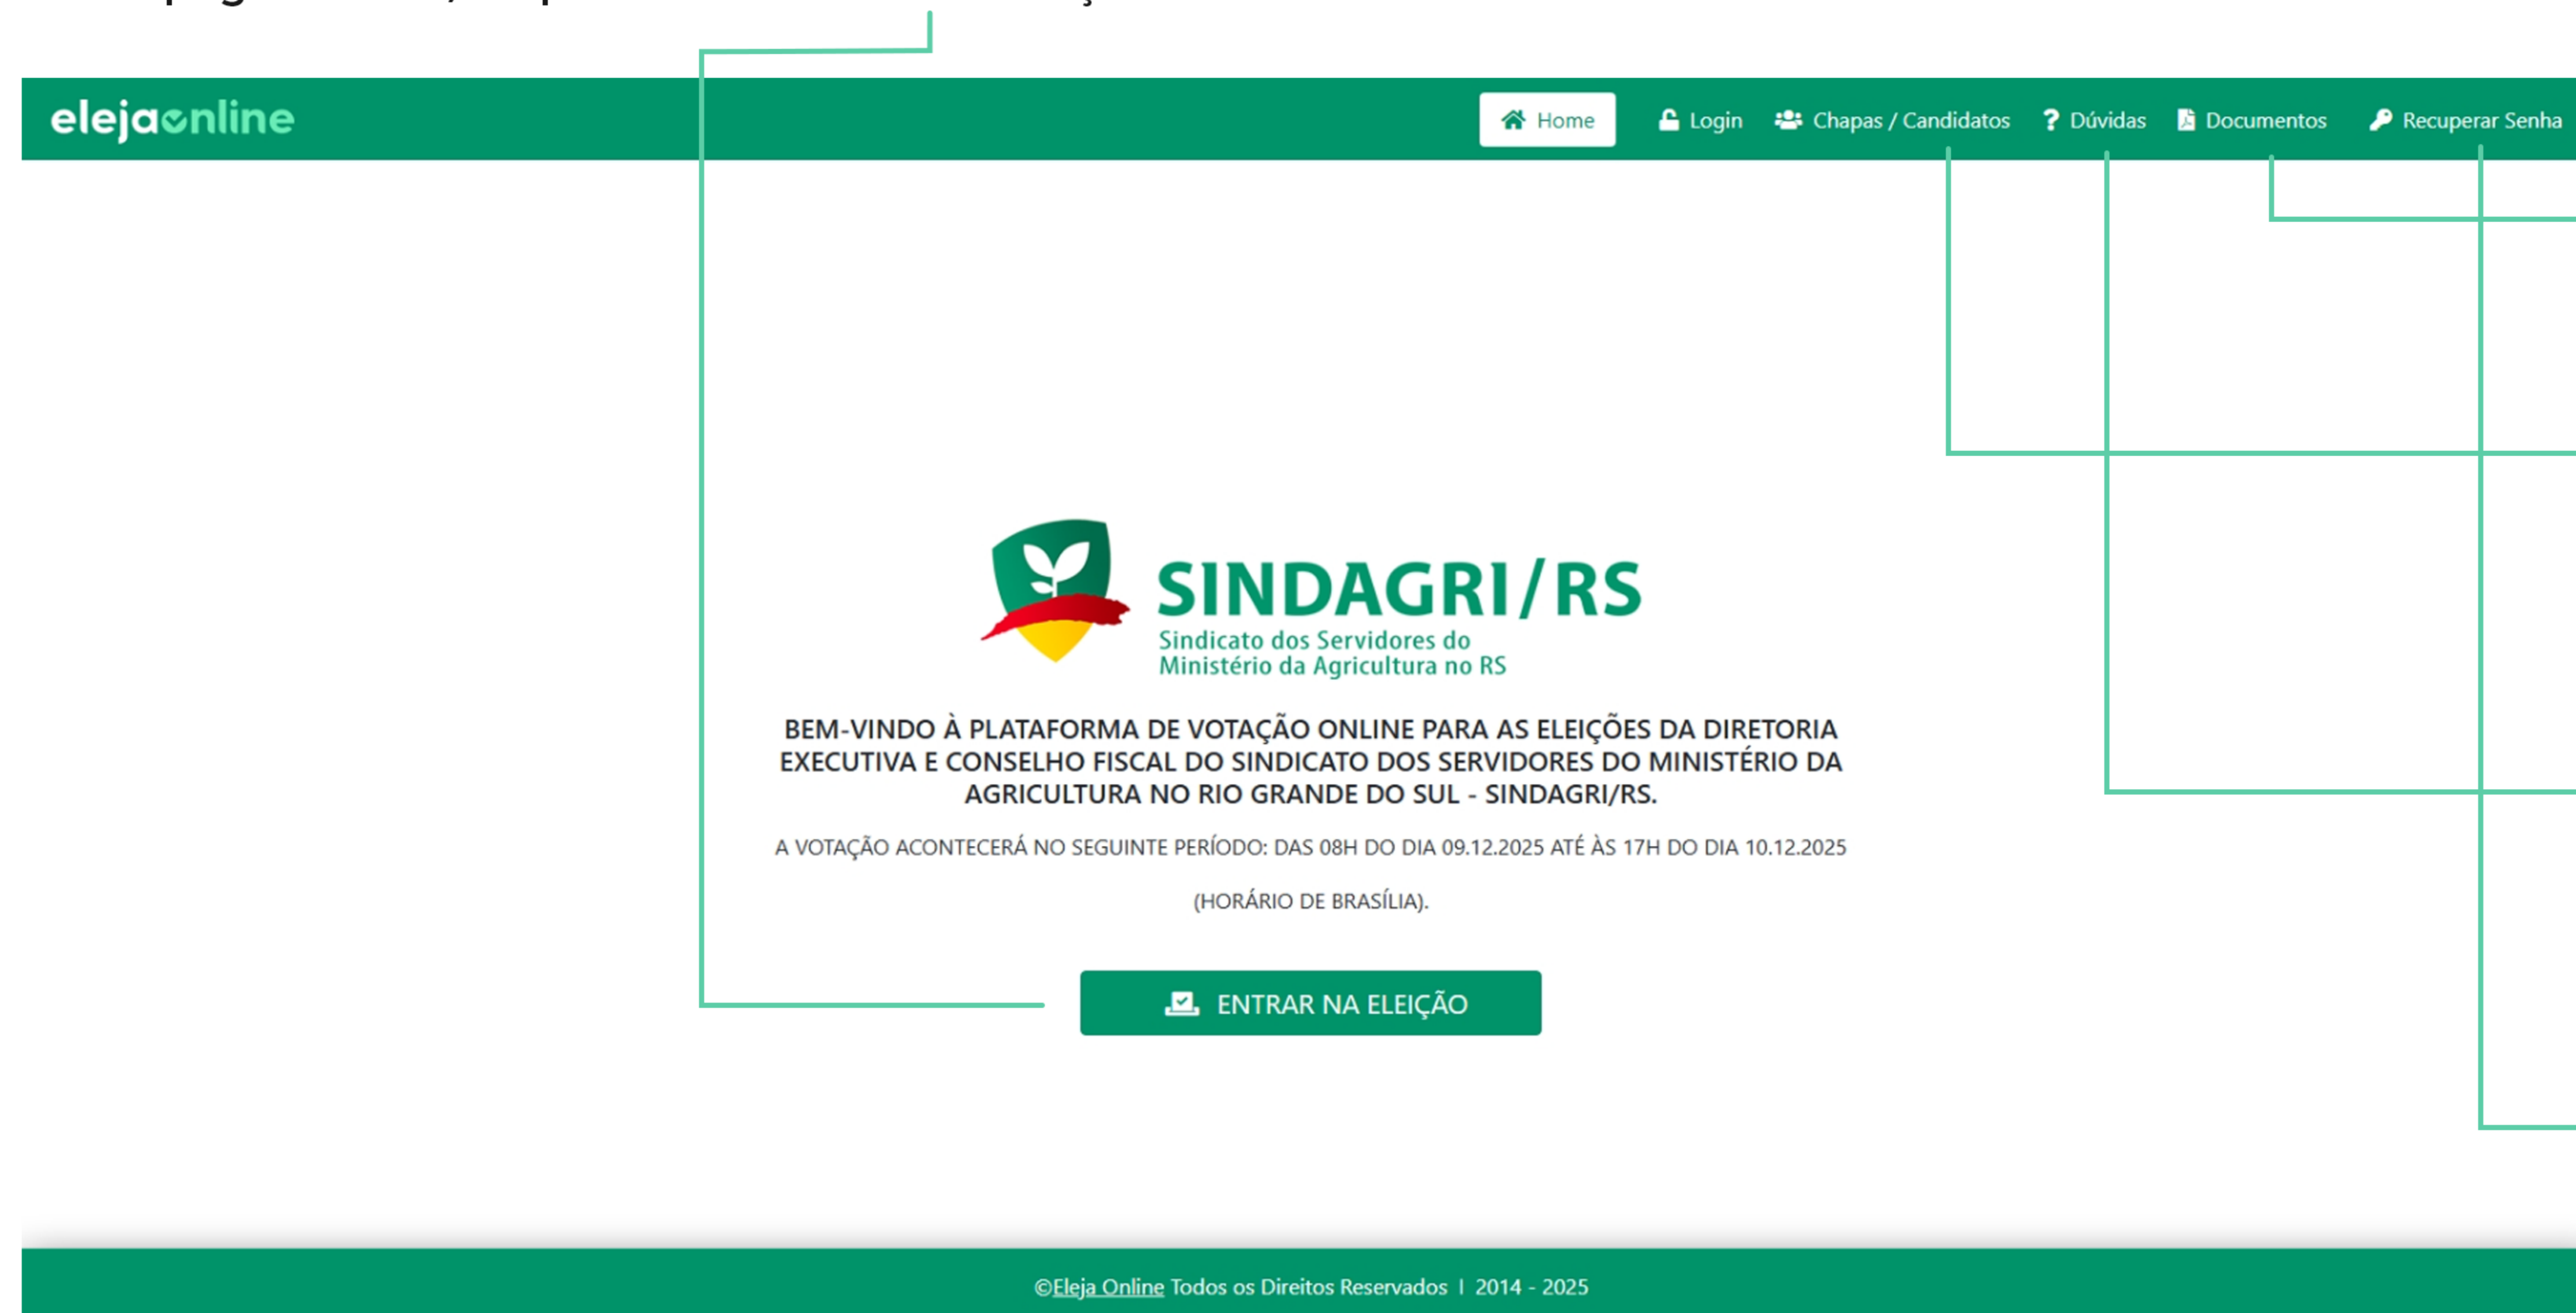 elejaonline
Home Login Chapas / Candidatos ? Dúvidas Documentos Recuperar Senha
SINDAGRI/RS
Sindicato dos Servidores do
Ministério da Agricultura no RS
BEM-VINDO À PLATAFORMA DE VOTAÇÃO ONLINE PARA AS ELEIÇÕES DA DIRETORIA
EXECUTIVA E CONSELHO FISCAL DO SINDICATO DOS SERVIDORES DO MINISTÉRIO DA
AGRICULTURA NO RIO GRANDE DO SUL - SINDAGRI/RS.
A VOTAÇÃO ACONTECERÁ NO SEGUINTE PERÍODO: DAS 08H DO DIA 09.12.2025 ATÉ ÀS 17H DO DIA 10.12.2025
(HORÁRIO DE BRASÍLIA).
ENTRAR NA ELEIÇÃO
©Eleja Online Todos os Direitos Reservados | 2014 - 2025